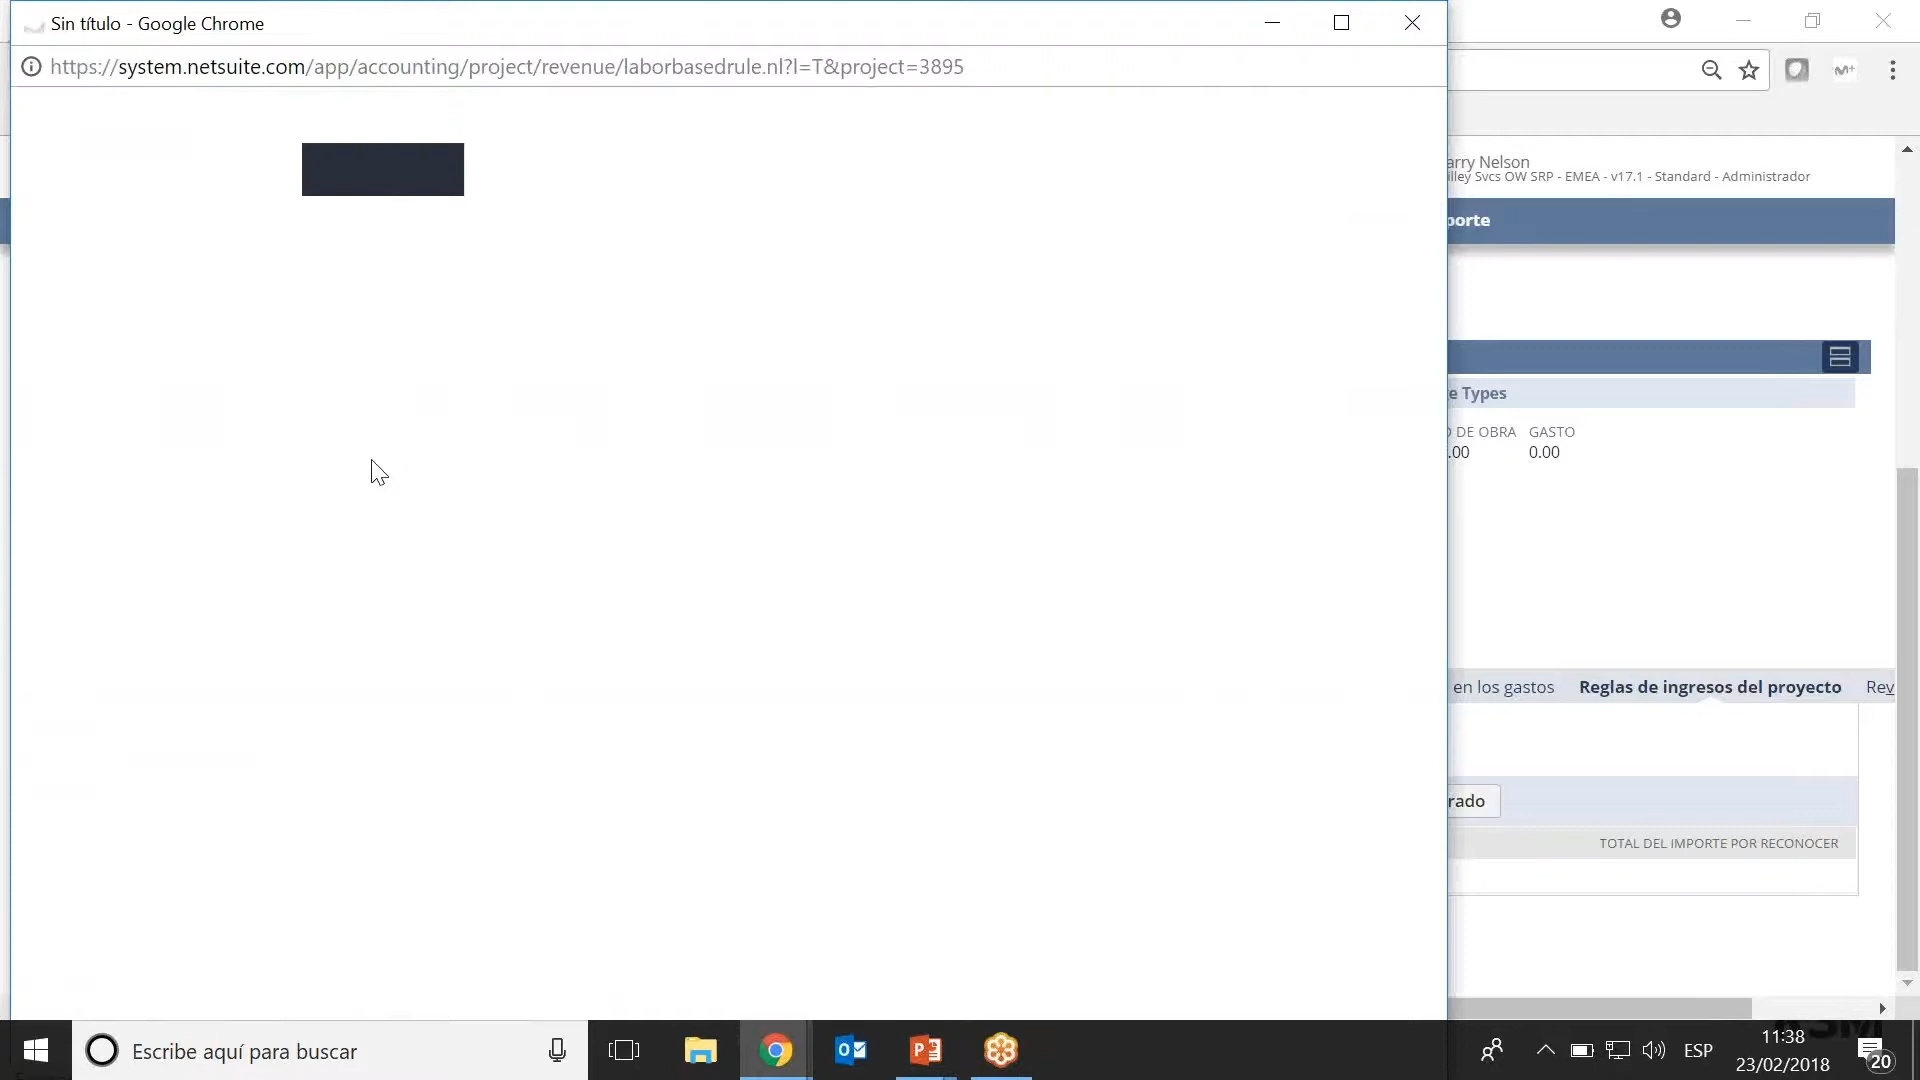 Sin título - Google Chrome
https://system.netsuite.com/app/accounting/project/revenue/laborbasedrule.nl?l=T&project=3895
arry Nelson
illey Svcs OW SRP - EMEA - v17.1 - Standard - Administrador
porte
e Types
O DE OBRA GASTO
.00 0.00
en los gastos Reglas de ingresos del proyecto Rev
rado
TOTAL DEL IMPORTE POR RECONOCER
Escribe aquí para buscar
ESP
11:38
23/02/2018
20